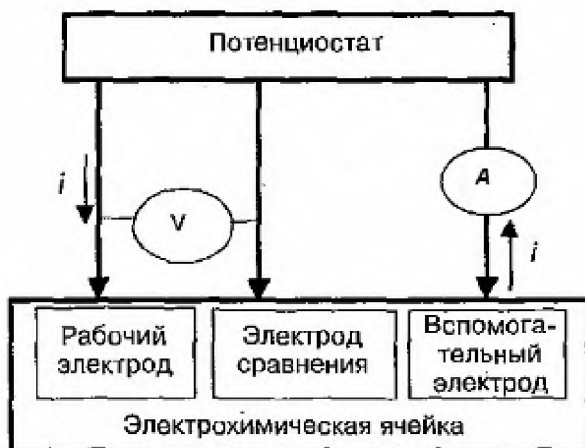 Потенциостат
i
V
A
i
Рабочий
электрод
Электрод
сравнения
Вспомога-
тельный
электрод
Электрохимическая ячейка